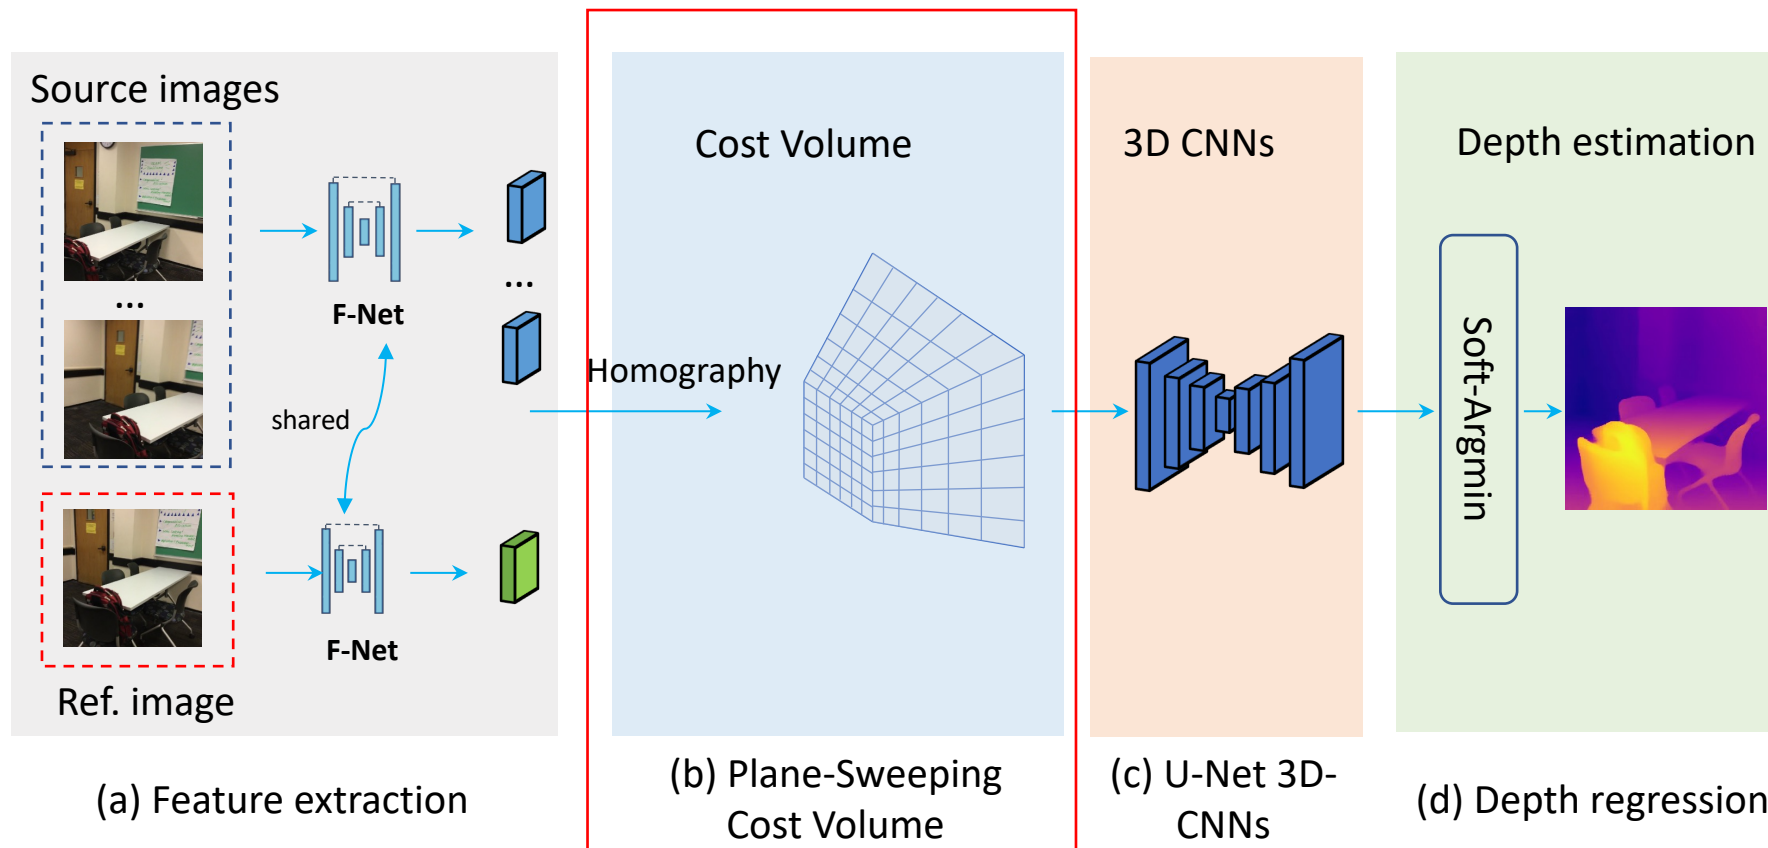 Source images
...
F-Net
...
shared
F-Net
Ref. image
(a) Feature extraction
Cost Volume
Homography
(b) Plane-Sweeping
Cost Volume
3D CNNs
(c) U-Net 3D-
CNNs
Depth estimation
Soft-Argmin
(d) Depth regression